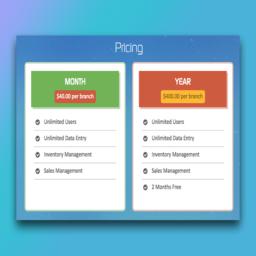 Pricing
MONTH
$40.00 per branch
Unlimited Users
Unlimited Data Entry
Inventory Management
Sales Management
YEAR
$400.00 per branch
Unlimited Users
Unlimited Data Entry
Inventory Management
Sales Management
2 Months Free